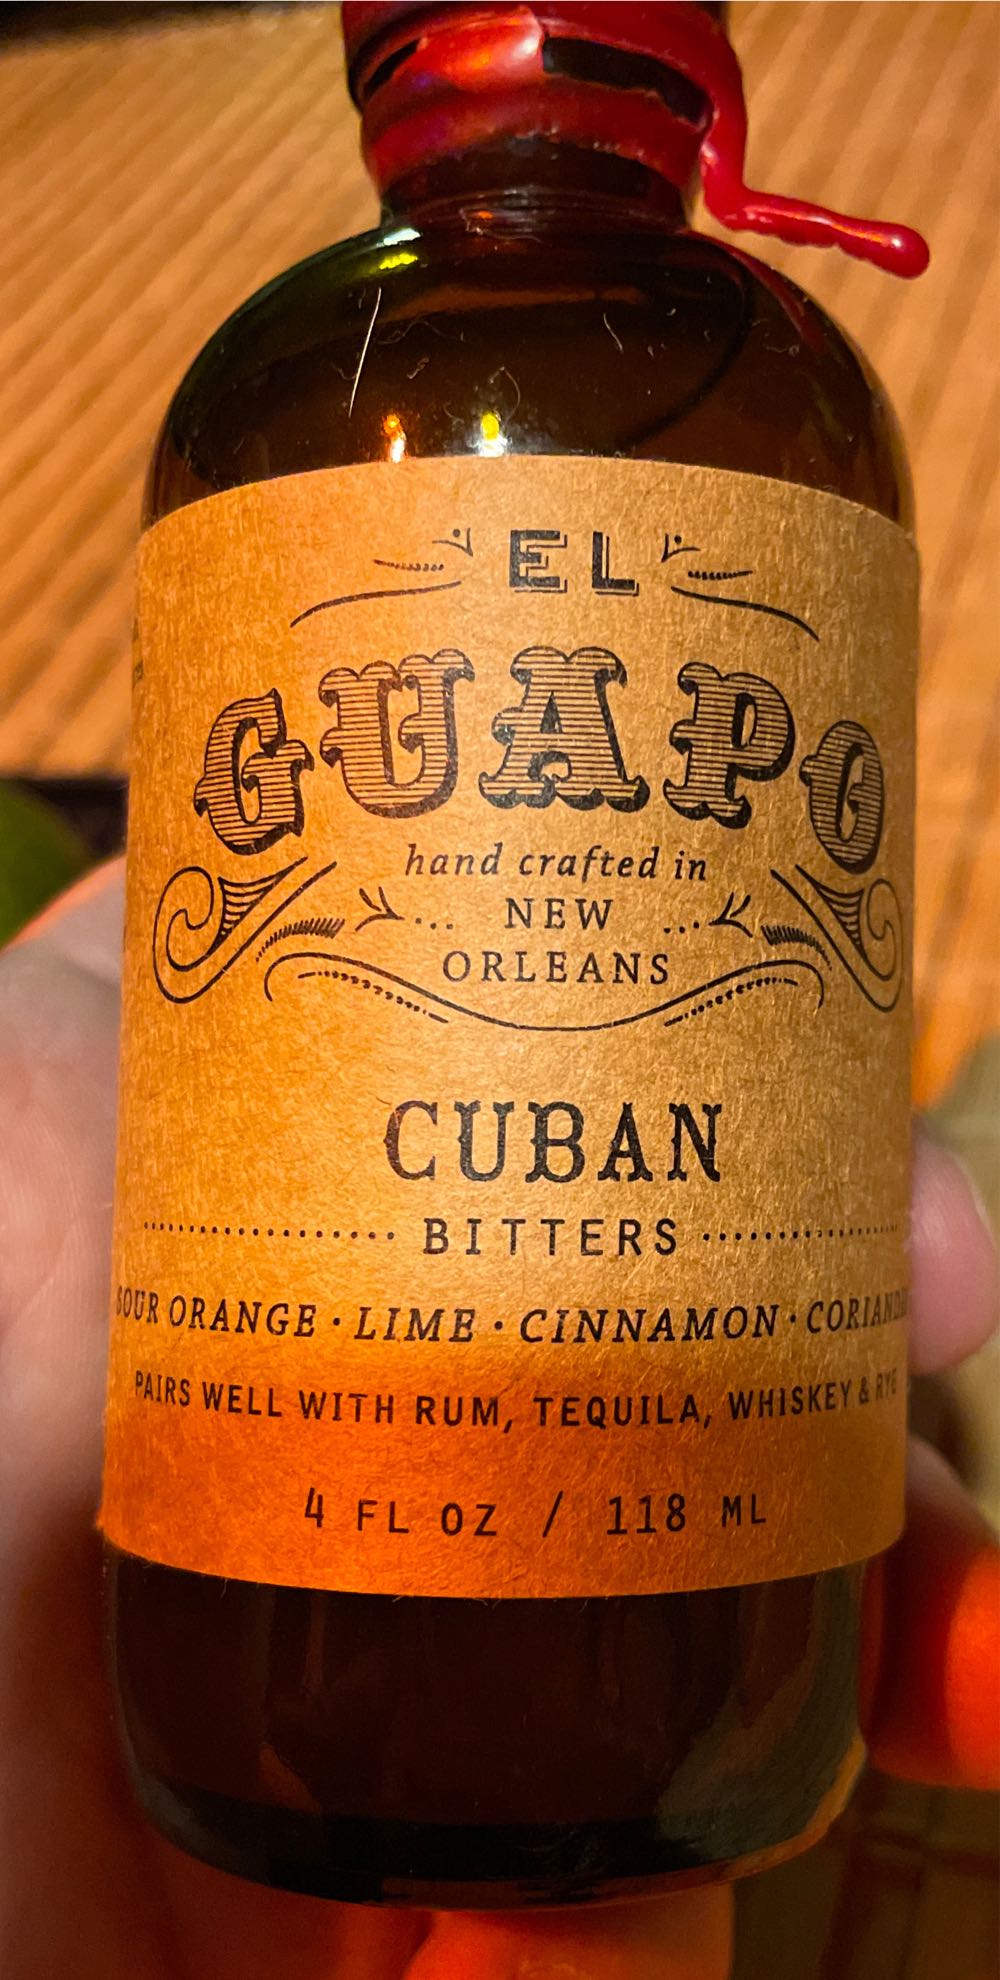 EL
GUAPO
hand crafted in
... NEW ...
ORLEANS
CUBAN
BITTERS
SOUR ORANGE · LIME · CINNAMON ·
PAIRS WELL WITH RUM, TEQUILA, WHISKEY & RYE
4 FL OZ / 118 ML